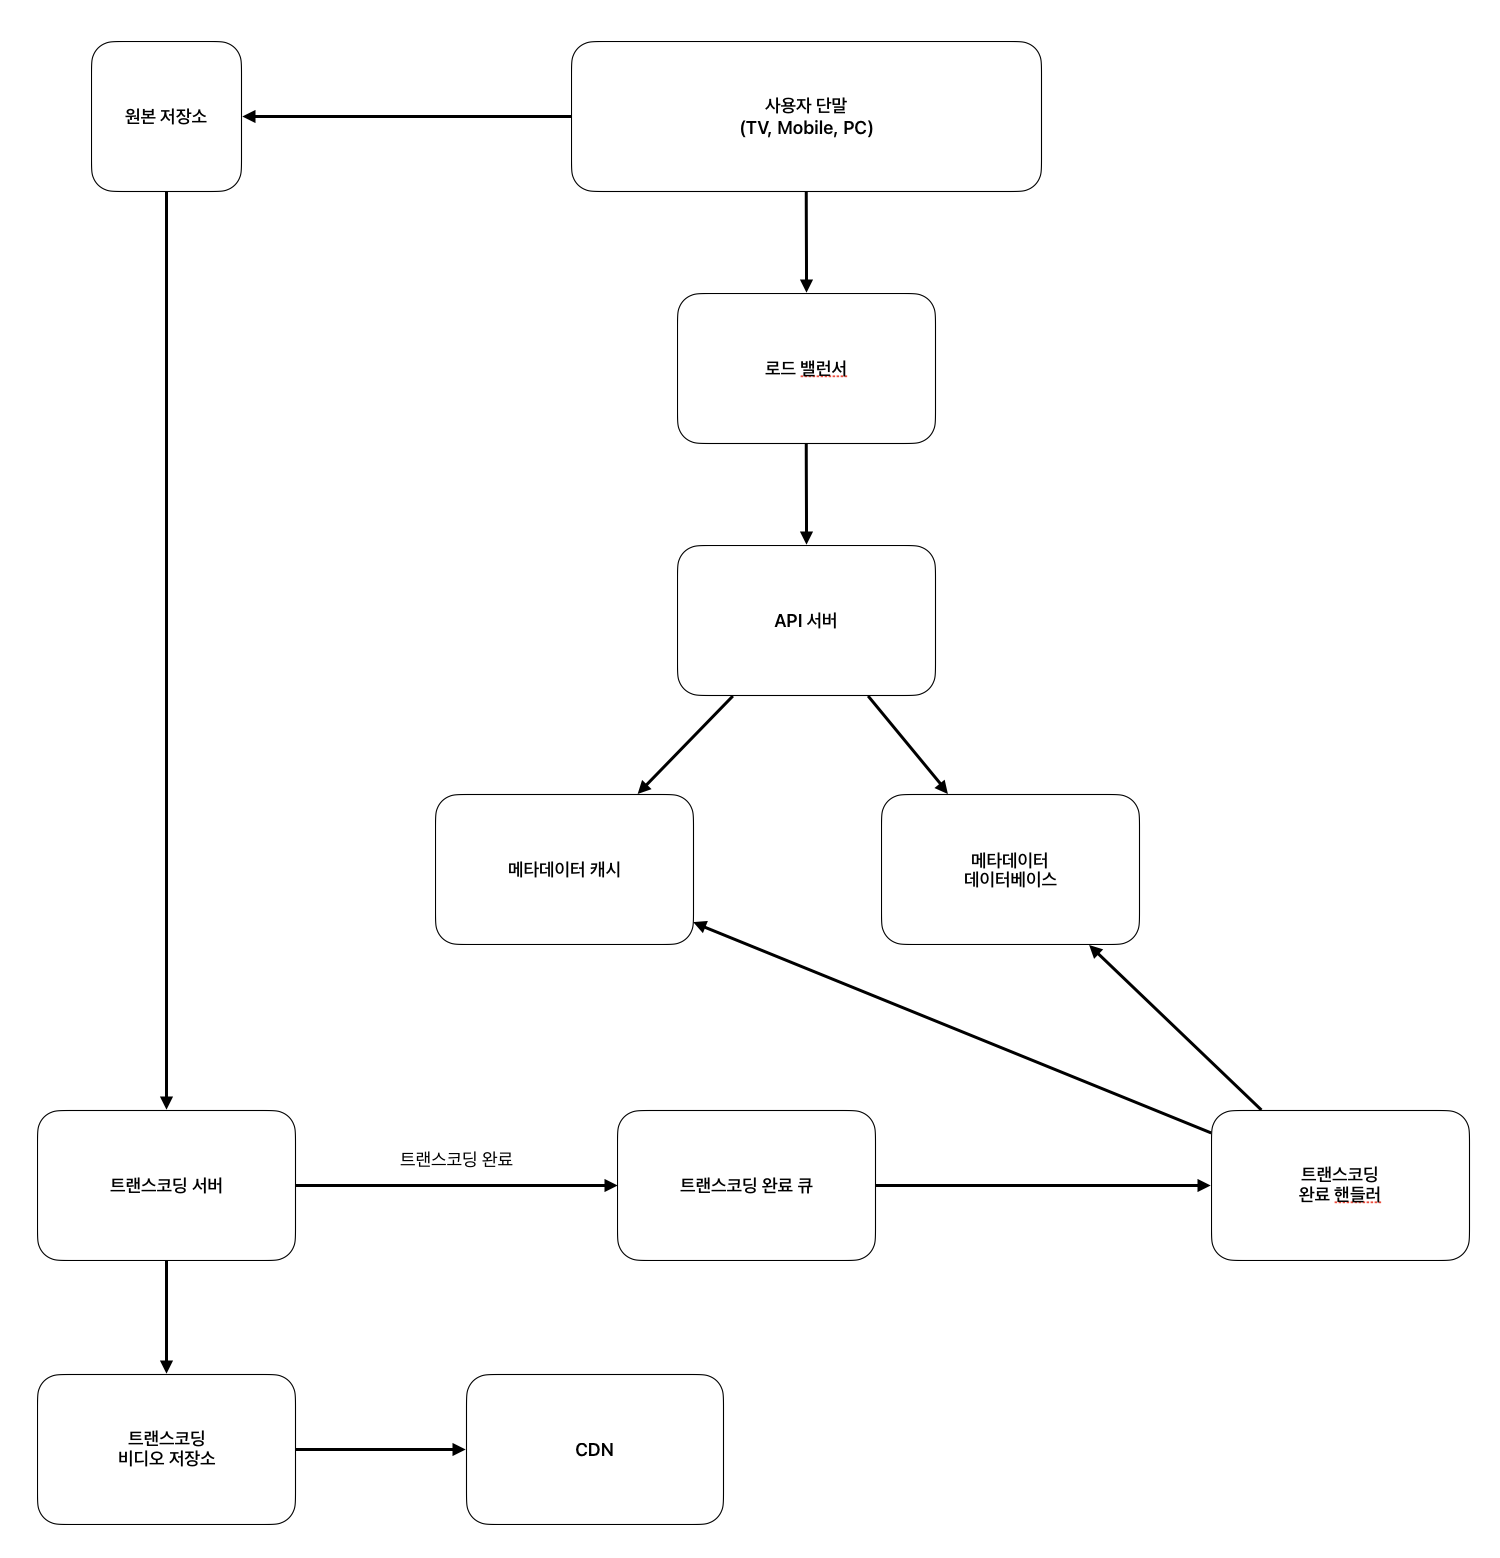 원본 저장소
사용자 단말
(TV, Mobile, PC)
로드 밸런서
API 서버
메타데이터 캐시
메타데이터
데이터베이스
트랜스코딩 서버
트랜스코딩 완료
트랜스코딩 완료 큐
트랜스코딩
완료 핸들러
트랜스코딩
비디오 저장소
CDN